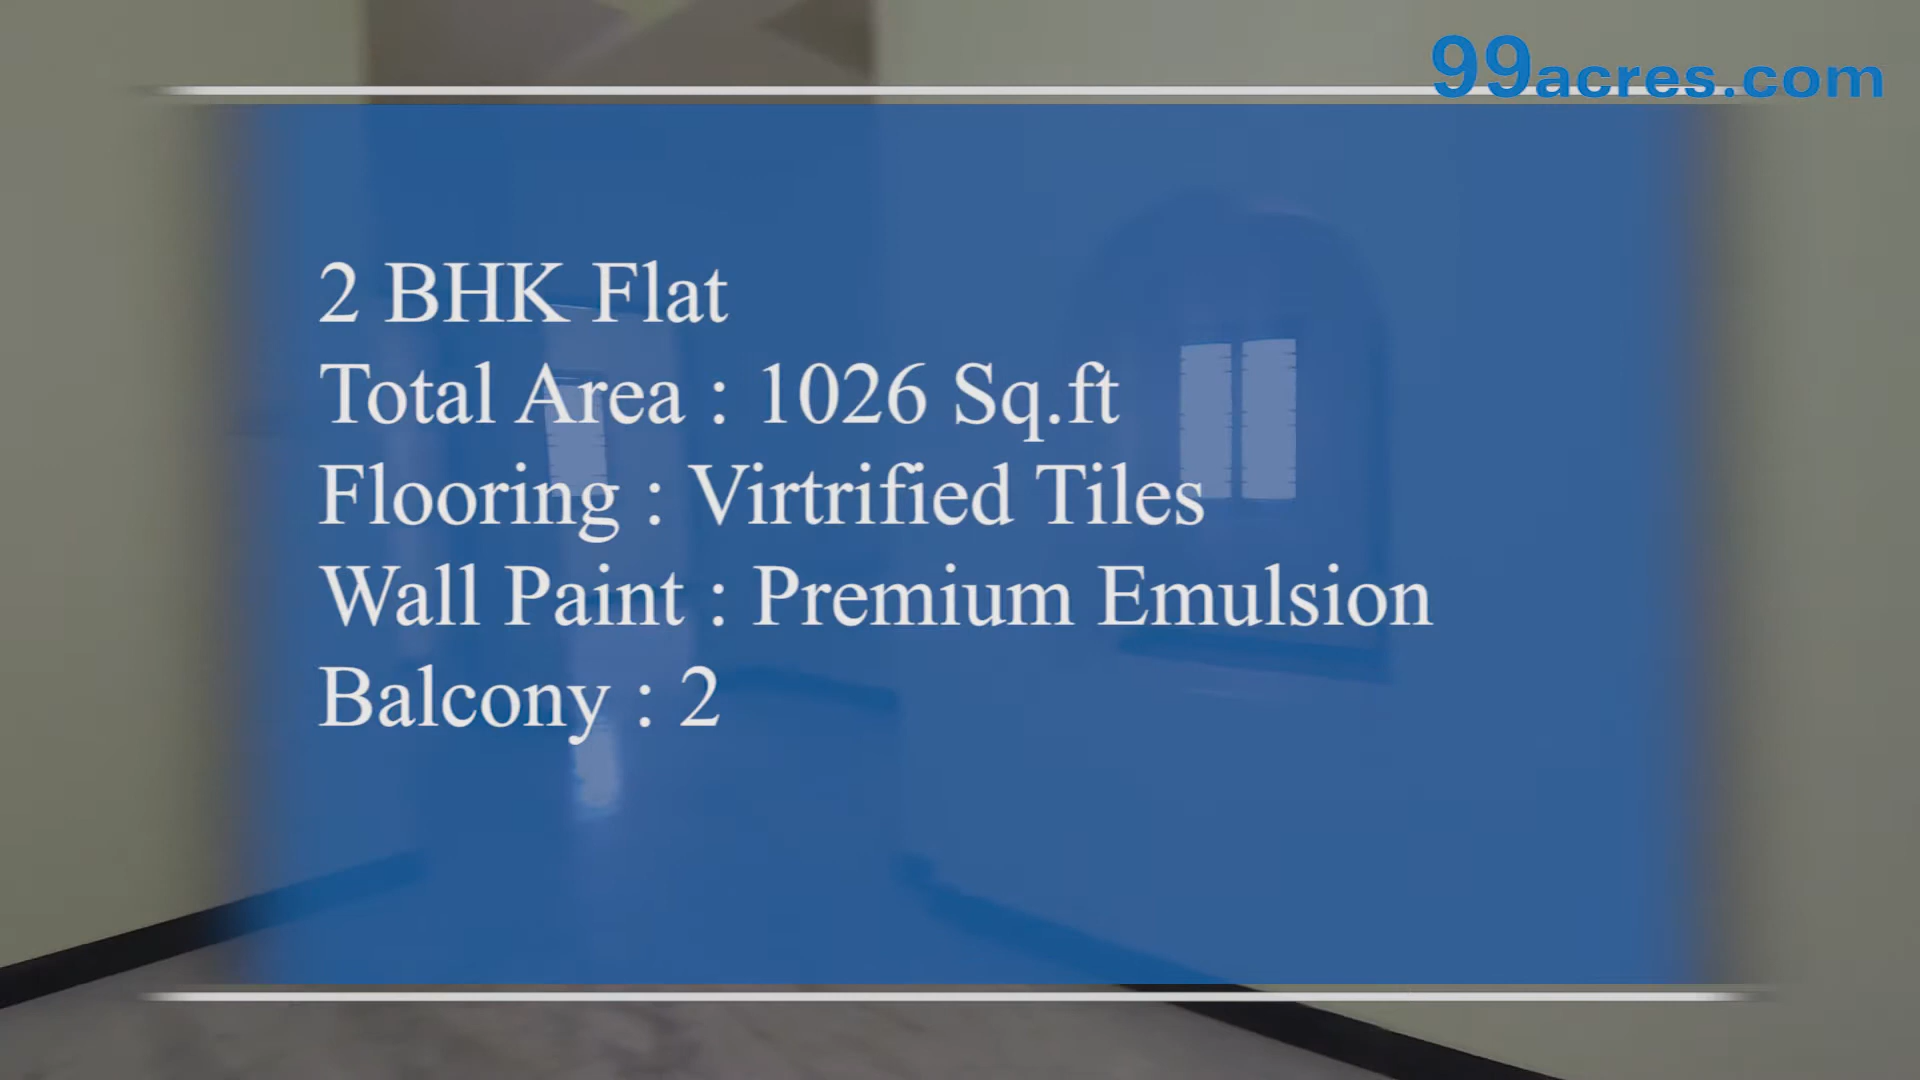 99acres.com
2 BHK Flat
Total Area : 1026 Sq.ft
Flooring : Virtrified Tiles
Wall Paint : Premium Emulsion
Balcony : 2